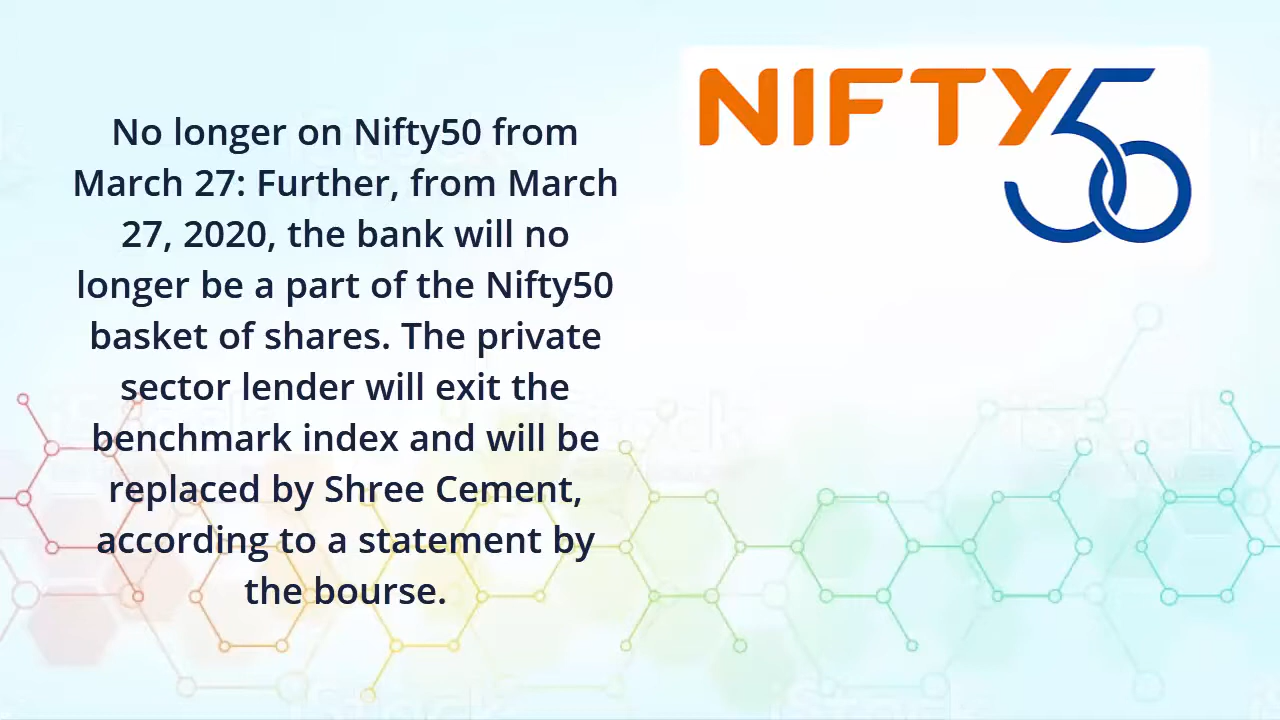 NIFTY50
No longer on Nifty50 from
March 27: Further, from March
27, 2020, the bank will no
longer be a part of the Nifty50
basket of shares. The private
sector lender will exit the
benchmark index and will be
replaced by Shree Cement,
according to a statement by
the bourse.
iStock